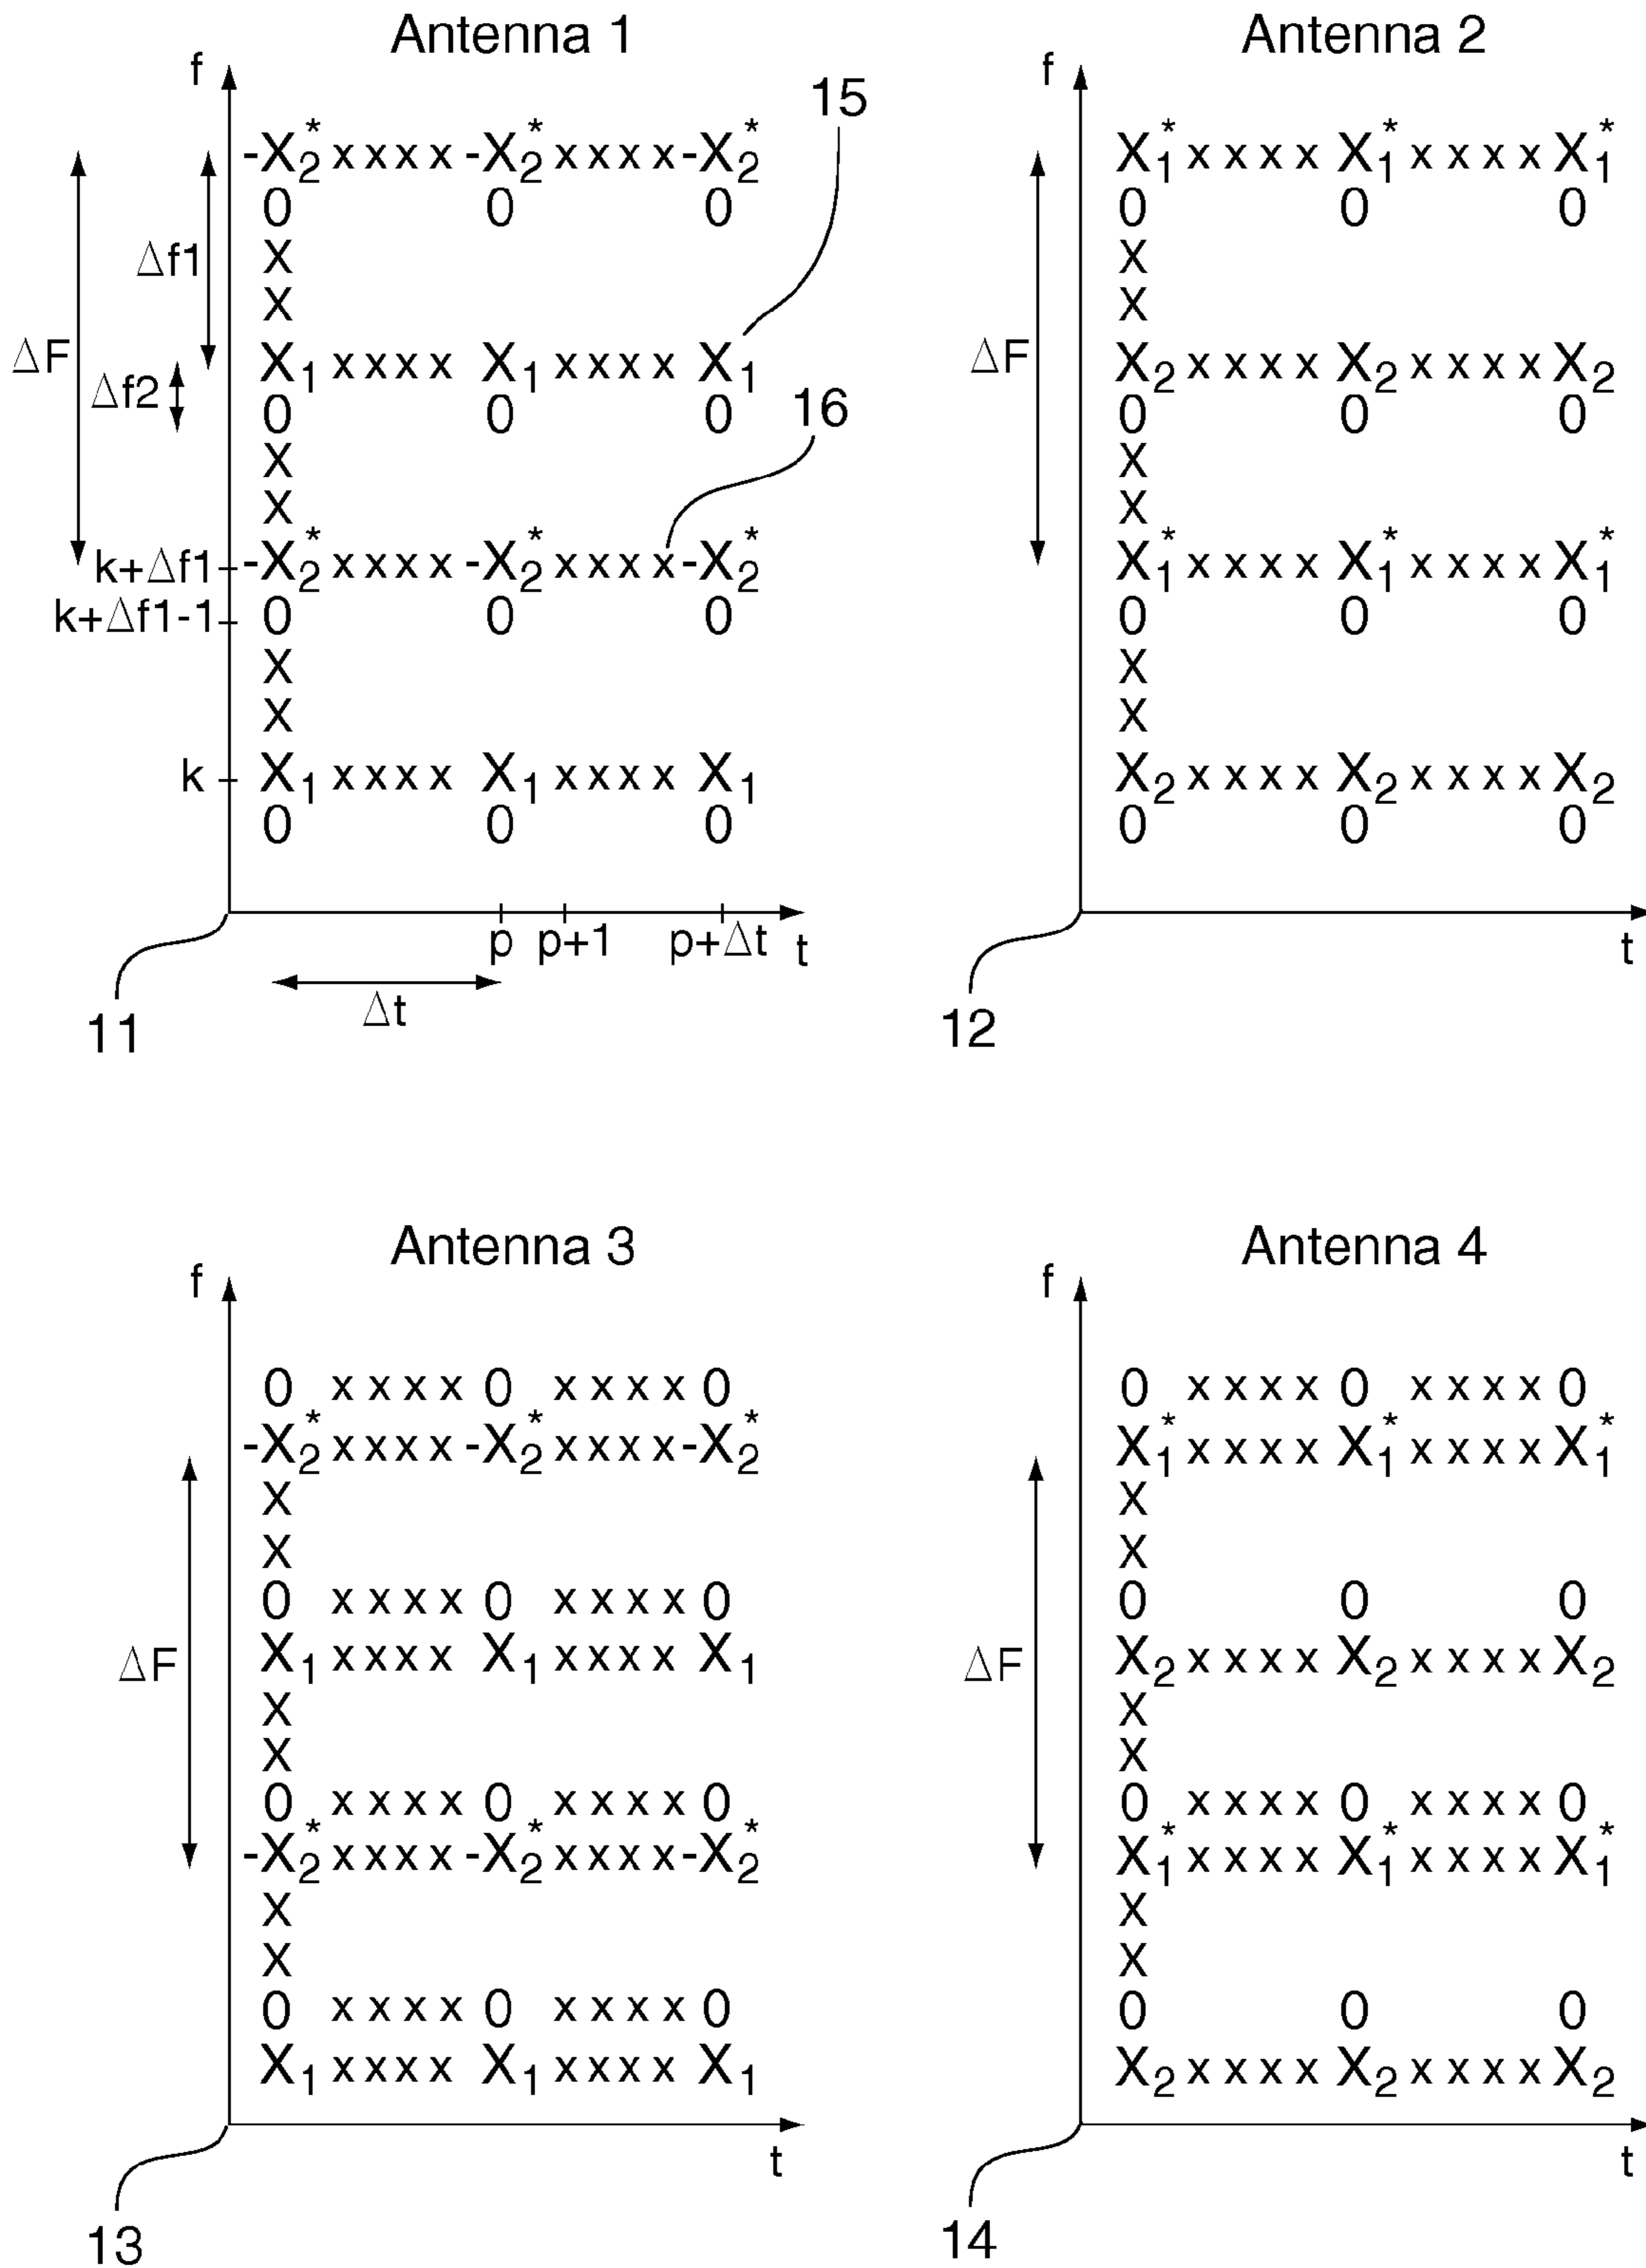 Antenna 1
f
15
-X₂* x x x x -X₂* x x x x -X₂*
0 0 0
x
Δf1
x
ΔF
X₁ x x x x X₁ x x x x X₁
Δf2
0 0 0
16
x
x
k+Δf1
-X₂* x x x x -X₂* x x x x -X₂*
k+Δf1-1
0 0 0
x
x
k
X₁ x x x x X₁ x x x x X₁
0 0 0
p p+1 p+Δt t
Δt
11
Antenna 2
f
X₁* x x x x X₁* x x x x X₁*
0 0 0
x
x
ΔF
X₂ x x x x X₂ x x x x X₂
0 0 0
x
x
X₁* x x x x X₁* x x x x X₁*
0 0 0
x
x
X₂ x x x x X₂ x x x x X₂
0 0 0
t
12
Antenna 3
f
0 x x x x 0 x x x x 0
-X₂* x x x x -X₂* x x x x -X₂*
x
x
0 x x x x 0 x x x x 0
ΔF
X₁ x x x x X₁ x x x x X₁
x
x
0 x x x x 0 x x x x 0
-X₂* x x x x -X₂* x x x x -X₂*
x
x
0 x x x x 0 x x x x 0
X₁ x x x x X₁ x x x x X₁
t
13
Antenna 4
f
0 x x x x 0 x x x x 0
X₁* x x x x X₁* x x x x X₁*
x
x
0 0 0
ΔF
X₂ x x x x X₂ x x x x X₂
x
x
0 x x x x 0 x x x x 0
X₁* x x x x X₁* x x x x X₁*
x
x
0 0 0
X₂ x x x x X₂ x x x x X₂
t
14